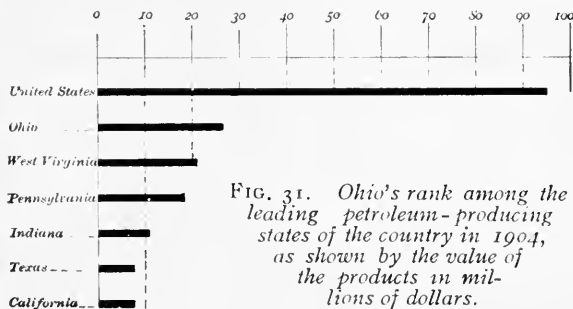 0 10 20 30 40 50 60 70 80 90 100
United States
Ohio
West Virginia
Pennsylvania
Indiana
Texas
California
FIG. 31. Ohio's rank among the
leading petroleum-producing
states of the country in 1904,
as shown by the value of
the products in mil-
lions of dollars.